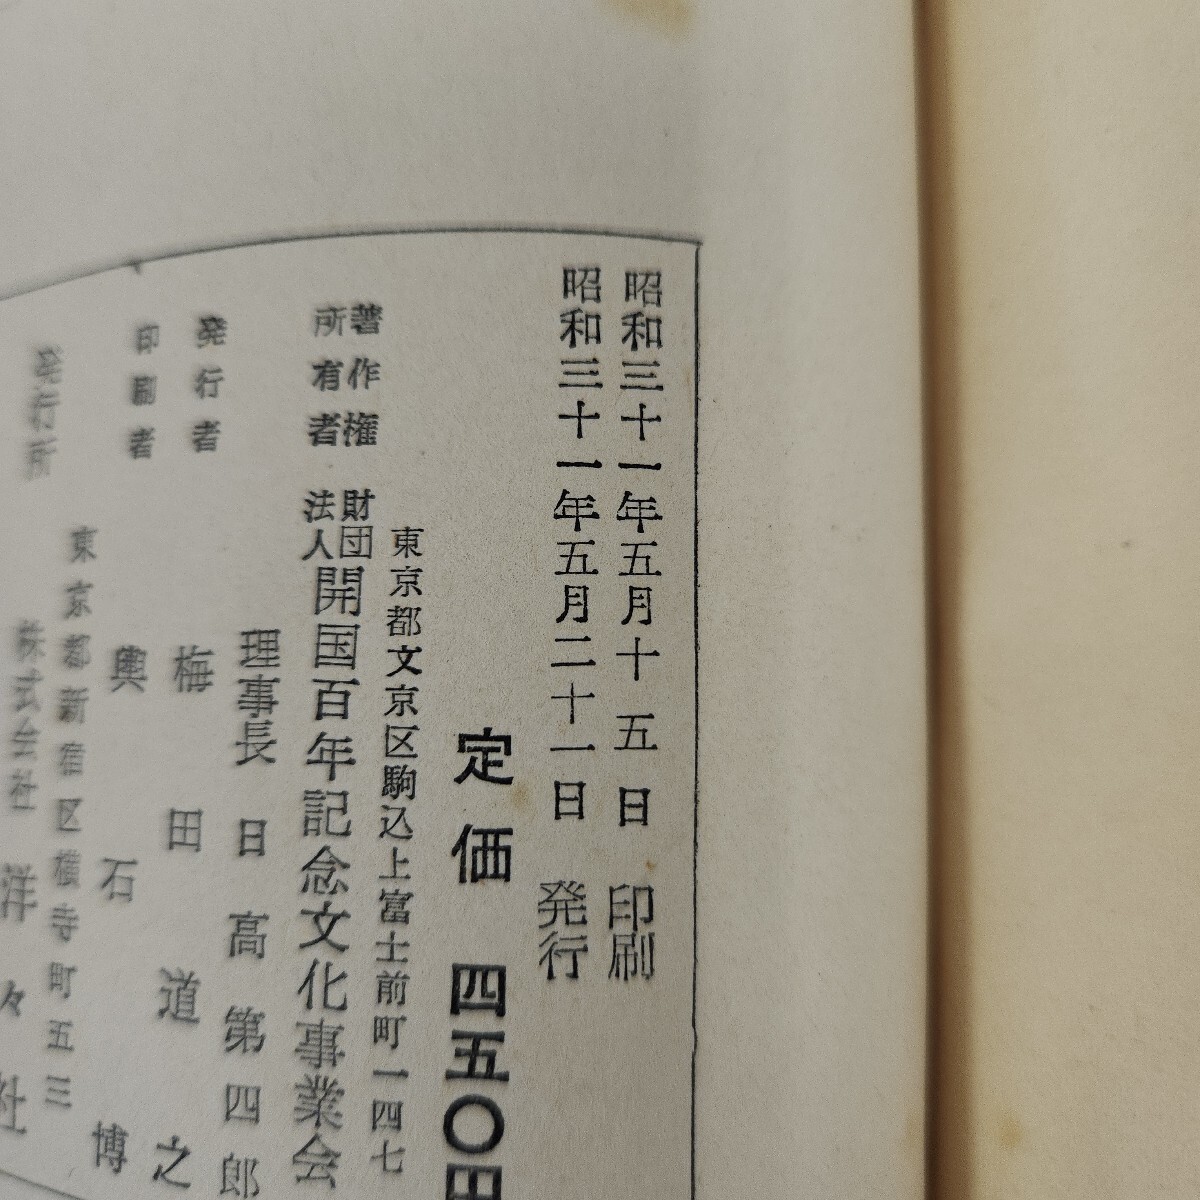 昭和三十一年五月十五日 印刷
昭和三十一年五月二十一日 発行
定価 四五〇円
東京都文京区駒込上富士前町一四七
著作権所有者 財団法人 開国百年記念文化事業会
理事長 日高第四郎
発行者 梅田道之
印刷者 興石博
東京都新宿区横寺町五三
発行所 株式会社 洋々社